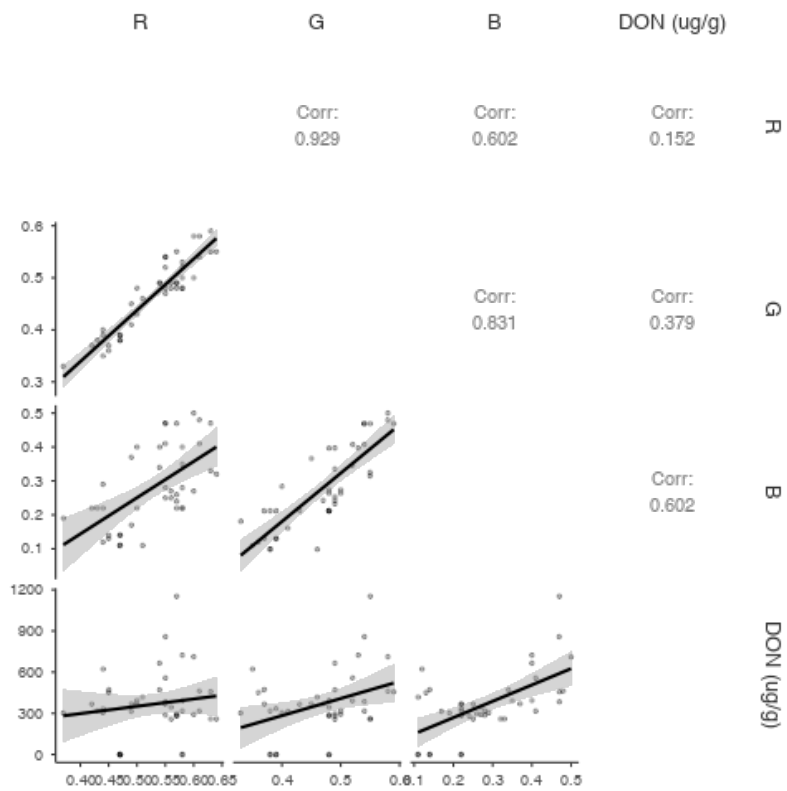 R G B DON (ug/g)
Corr: Corr: Corr:
0.929 0.602 0.152
R
0.6
0.5
0.4
0.3
Corr: Corr:
0.831 0.379
G
0.5
0.4
0.3
0.2
0.1
Corr:
0.602
B
1200
900
600
300
0
DON (ug/g)
0.40 0.45 0.50 0.55 0.60 0.65 0.4 0.5 0.6 0.1 0.2 0.3 0.4 0.5